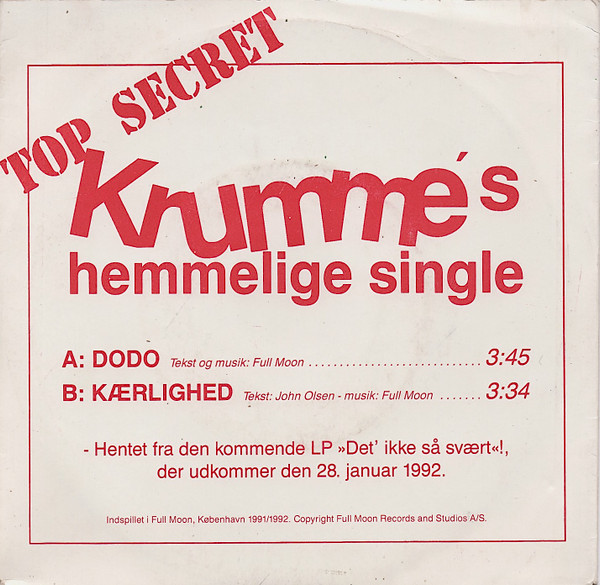 TOP SECRET
Krumme's
hemmelige single
A: DODO Tekst og musik: Full Moon ............................ 3:45
B: KÆRLIGHED Tekst: John Olsen - musik: Full Moon ....... 3:34
- Hentet fra den kommende LP »Det' ikke så svært«!,
der udkommer den 28. januar 1992.
Indspillet i Full Moon, København 1991/1992. Copyright Full Moon Records and Studios A/S.